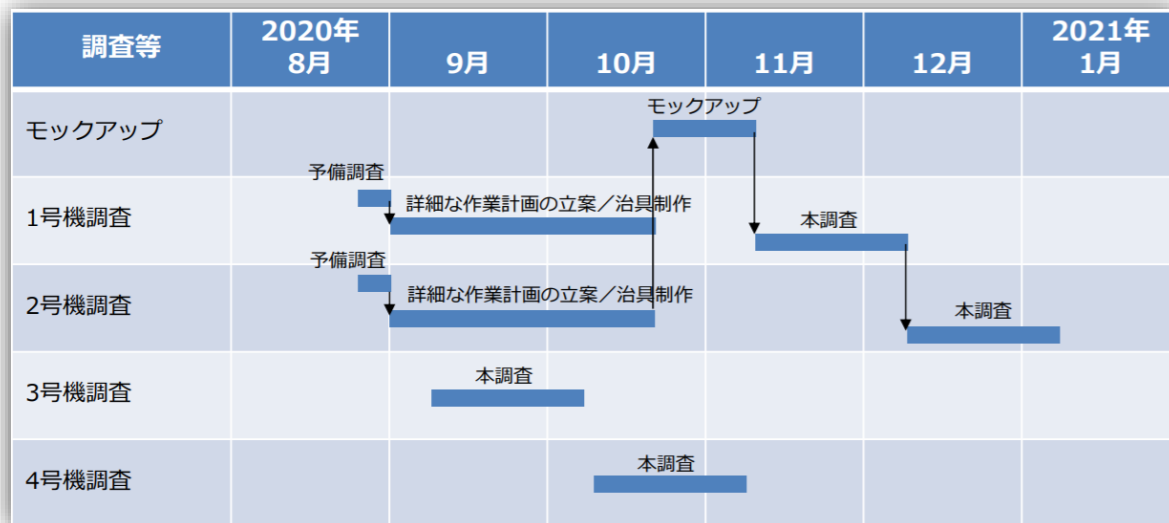 調査等
2020年
8月
9月
10月
11月
12月
2021年
1月
モックアップ
モックアップ
1号機調査
予備調査
詳細な作業計画の立案／治具制作
本調査
2号機調査
予備調査
詳細な作業計画の立案／治具制作
本調査
3号機調査
本調査
4号機調査
本調査